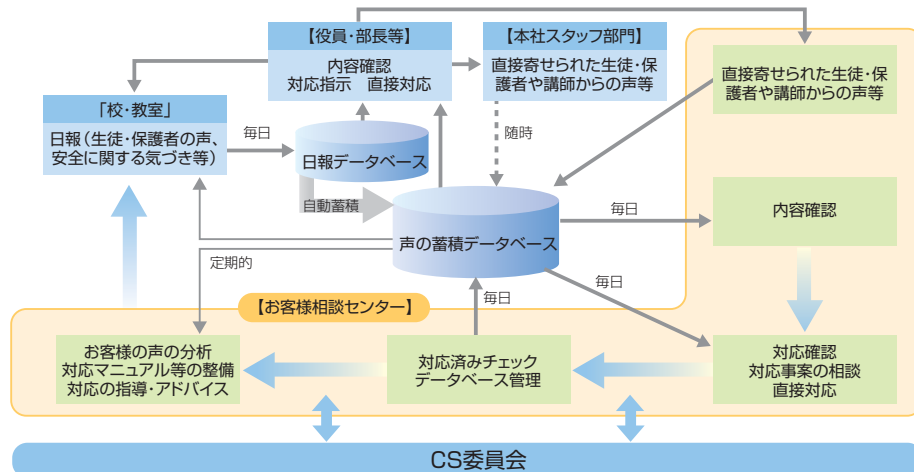 【役員・部長等】
内容確認
対応指示　直接対応
【本社スタッフ部門】
直接寄せられた生徒・保
護者や講師からの声等
直接寄せられた生徒・保
護者や講師からの声等
「校・教室」
日報（生徒・保護者の声、
安全に関する気づき等）
毎日
日報データベース
随時
自動蓄積
声の蓄積データベース
毎日
内容確認
定期的
毎日
毎日
【お客様相談センター】
お客様の声の分析
対応マニュアル等の整備
対応の指導・アドバイス
対応済みチェック
データベース管理
対応確認
対応事案の相談
直接対応
CS委員会